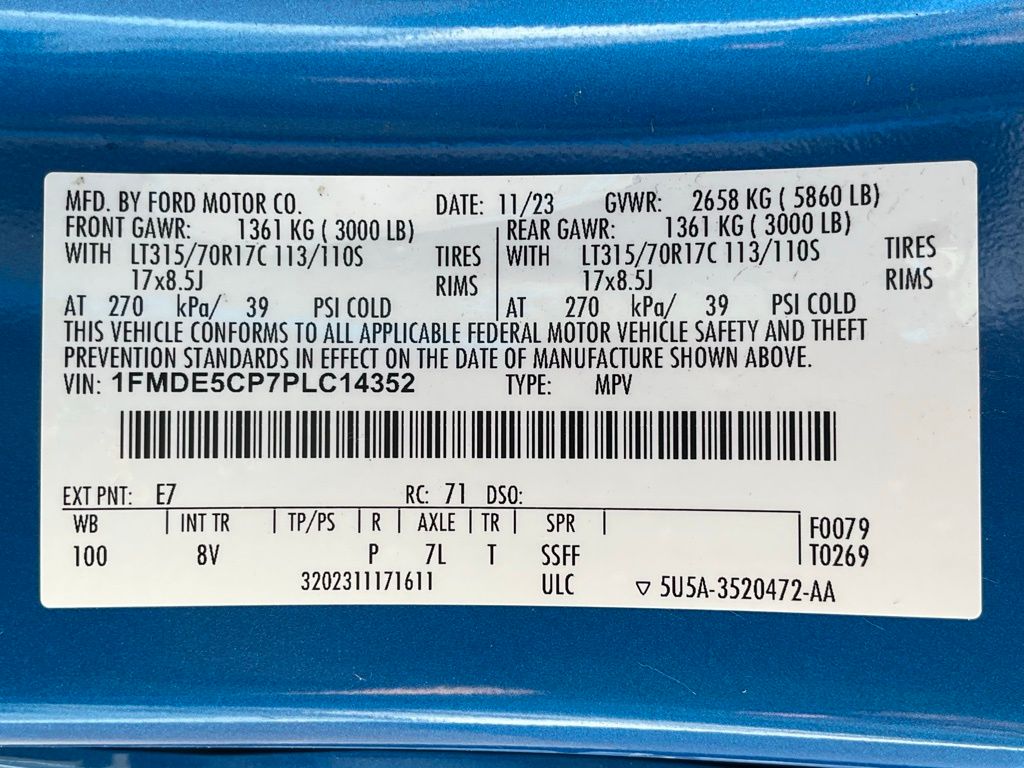 MFD. BY FORD MOTOR CO. DATE: 11/23 GVWR: 2658 KG ( 5860 LB)
FRONT GAWR: 1361 KG ( 3000 LB) REAR GAWR: 1361 KG ( 3000 LB)
WITH LT315/70R17C 113/110S TIRES WITH LT315/70R17C 113/110S TIRES
17x8.5J RIMS 17x8.5J RIMS
AT 270 kPa/ 39 PSI COLD AT 270 kPa/ 39 PSI COLD
THIS VEHICLE CONFORMS TO ALL APPLICABLE FEDERAL MOTOR VEHICLE SAFETY AND THEFT
PREVENTION STANDARDS IN EFFECT ON THE DATE OF MANUFACTURE SHOWN ABOVE.
VIN: 1FMDE5CP7PLC14352 TYPE: MPV
EXT PNT: E7 RC: 71 DSO:
WB | INT TR | TP/PS | R | AXLE | TR | SPR | F0079
100 8V P 7L T SSFF T0269
3202311171611 ULC ▽ 5U5A-3520472-AA